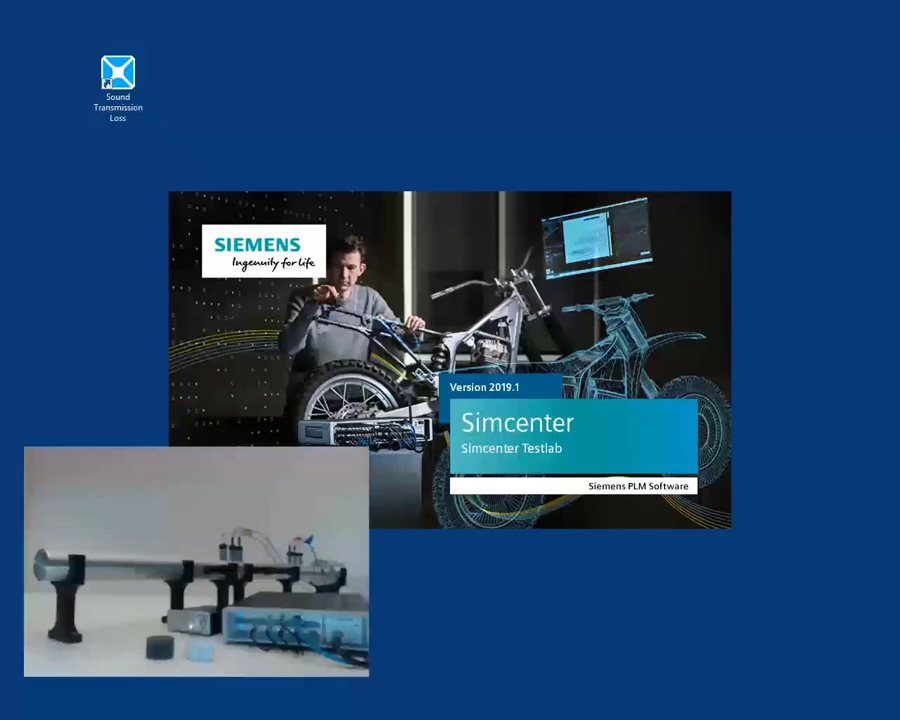 Sound
Transmission
Loss
SIEMENS
Ingenuity for life
Version 2019.1
Simcenter
Simcenter Testlab
Siemens PLM Software